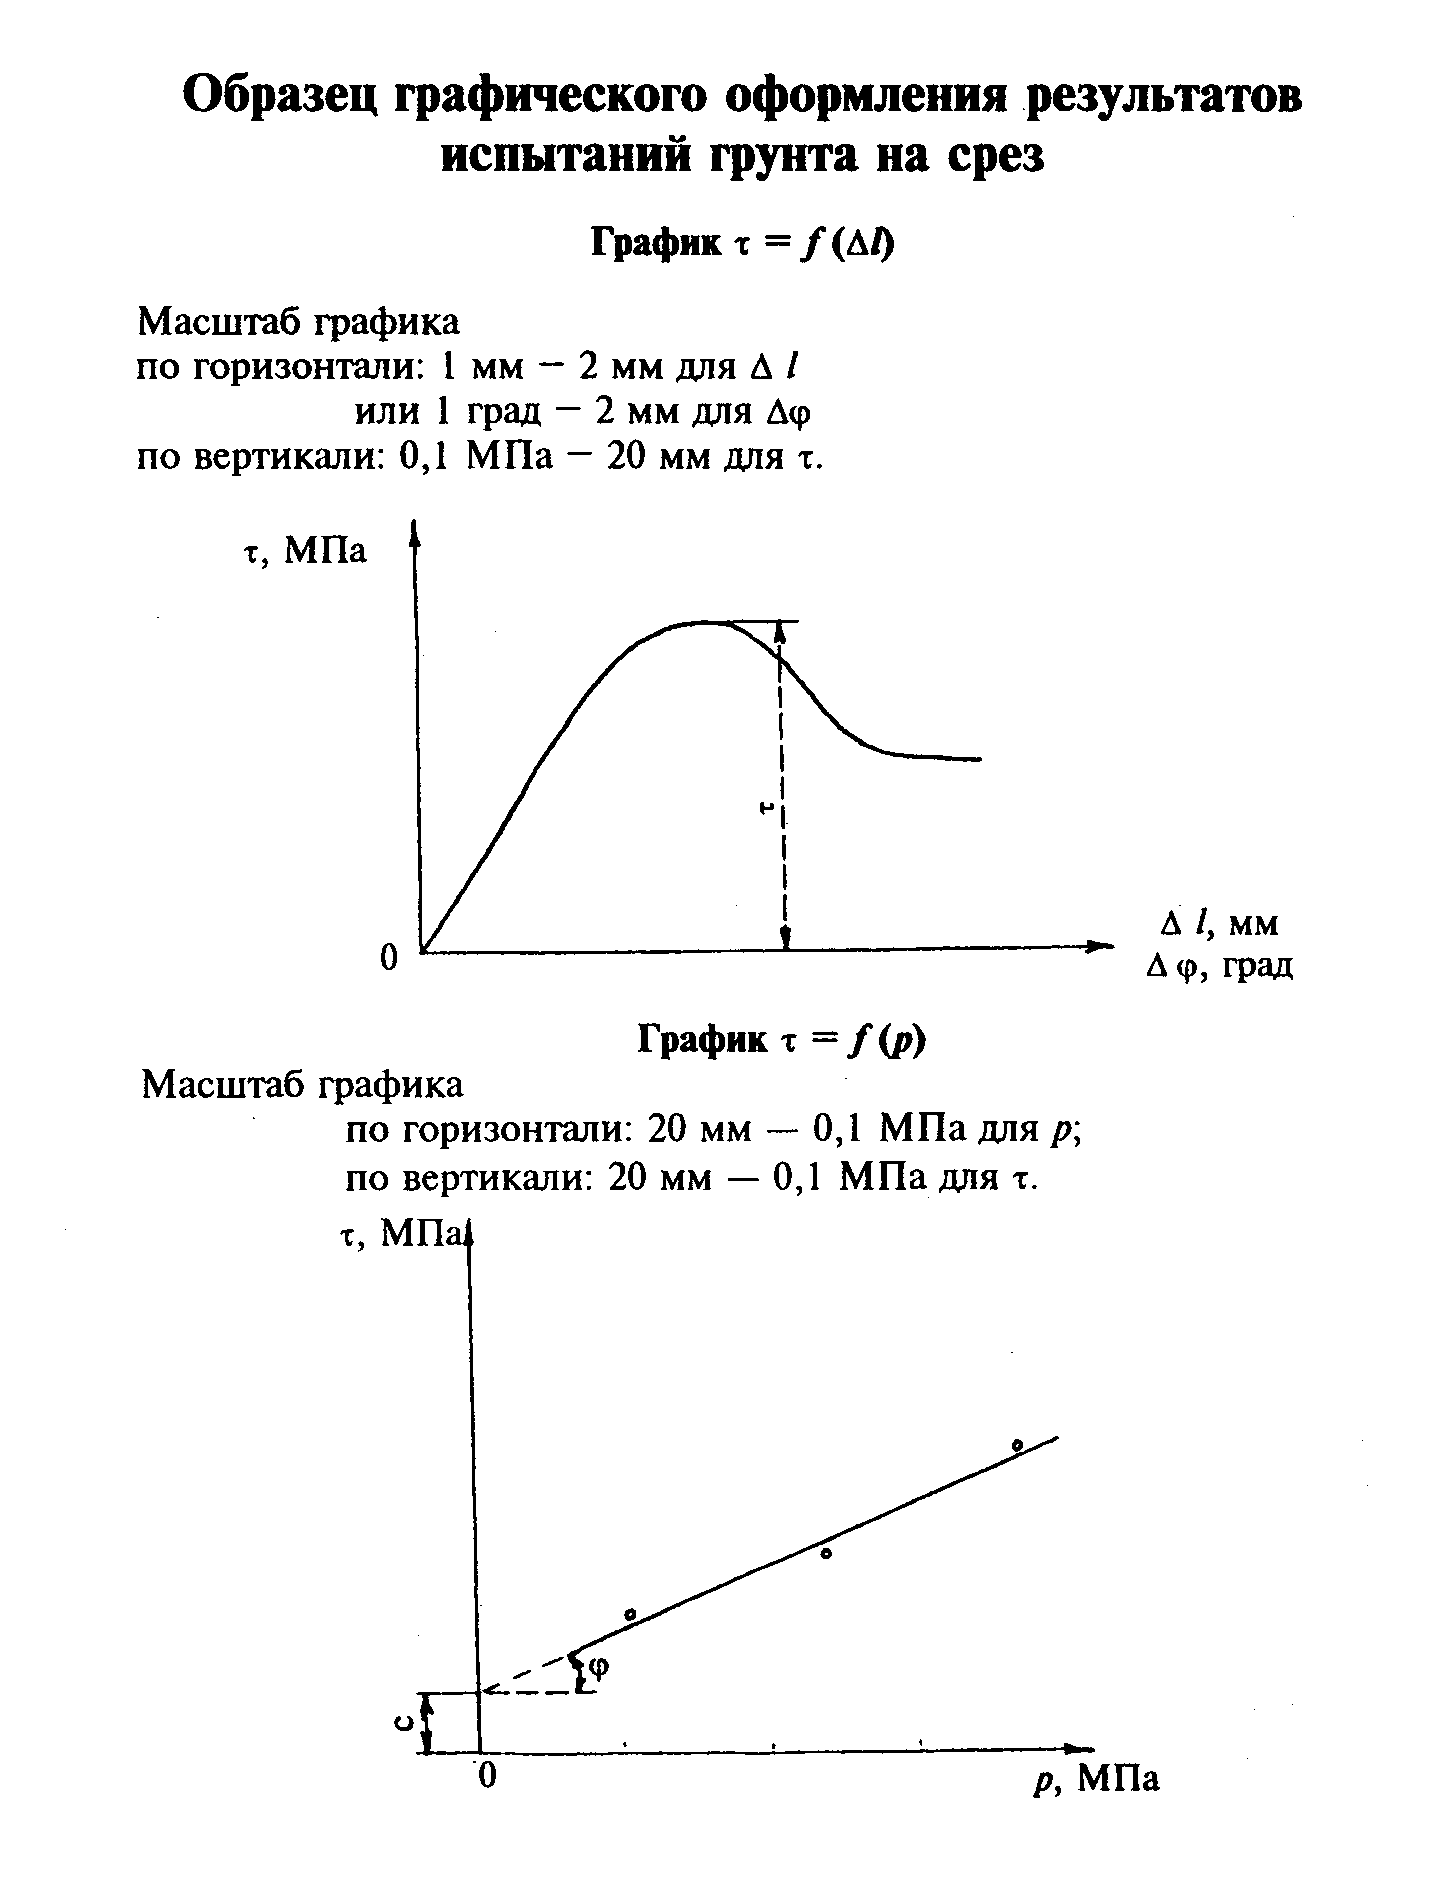 Образец графического оформления результатов
испытаний грунта на срез
График τ = f (Δl)
Масштаб графика
по горизонтали: 1 мм – 2 мм для Δ l
или 1 град – 2 мм для Δφ
по вертикали: 0,1 МПа – 20 мм для τ.
τ, МПа
τ
0
Δ l, мм
Δ φ, град
График τ = f (p)
Масштаб графика
по горизонтали: 20 мм — 0,1 МПа для p;
по вертикали: 20 мм — 0,1 МПа для τ.
τ, МПа
φ
c
0
p, МПа